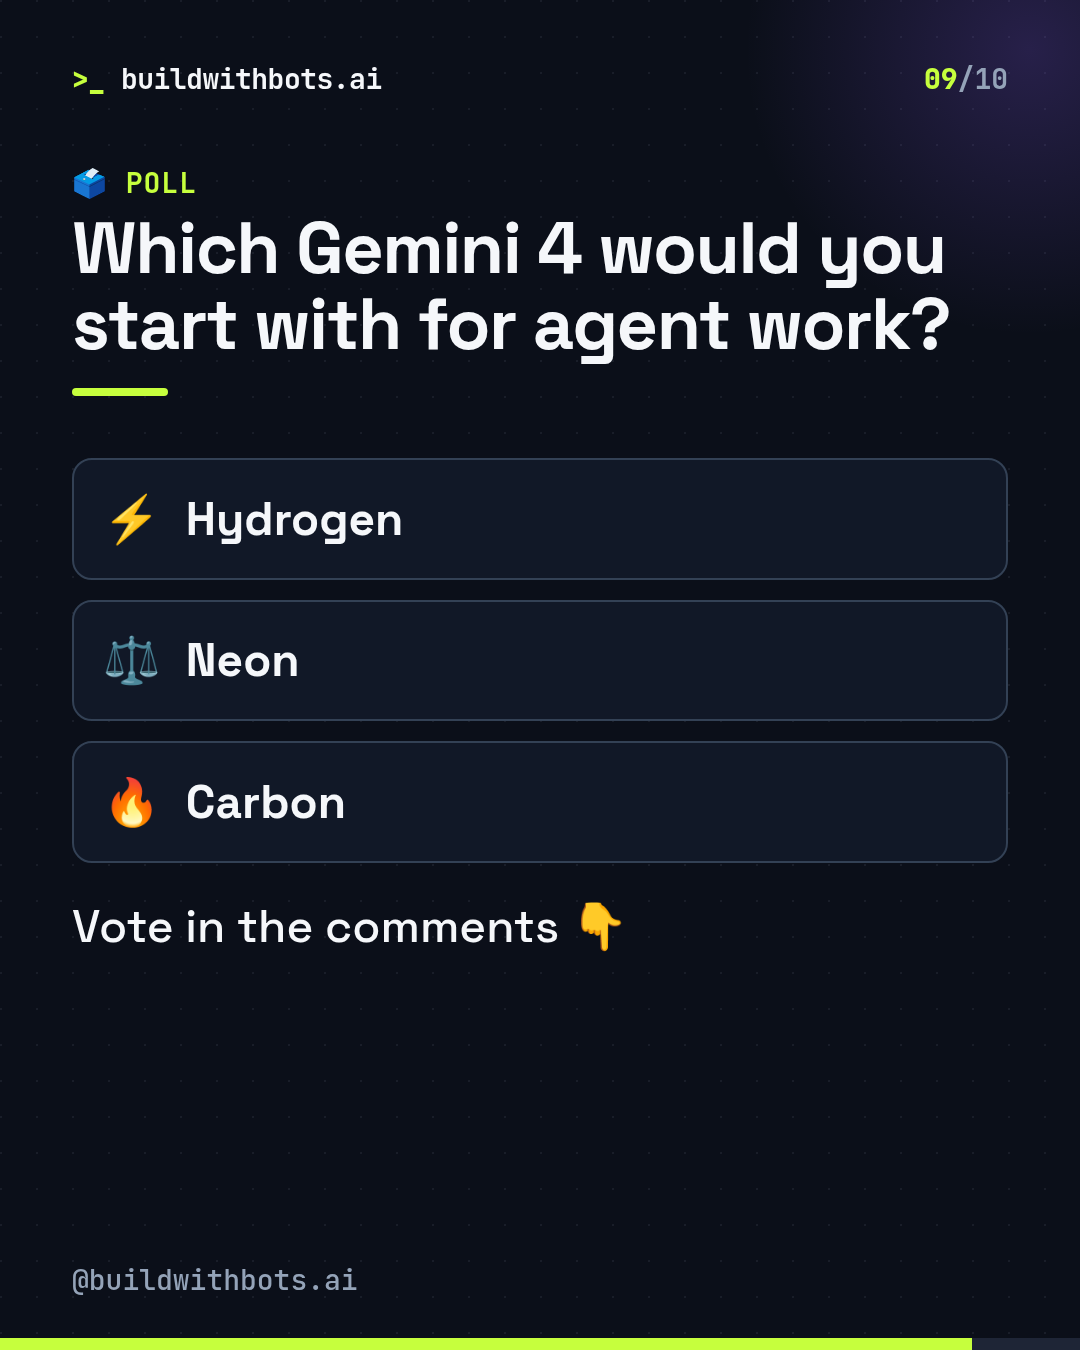 >_ buildwithbots.ai
09/10
🗳️ POLL
Which Gemini 4 would you
start with for agent work?
⚡ Hydrogen
⚖️ Neon
🔥 Carbon
Vote in the comments 👇
@buildwithbots.ai